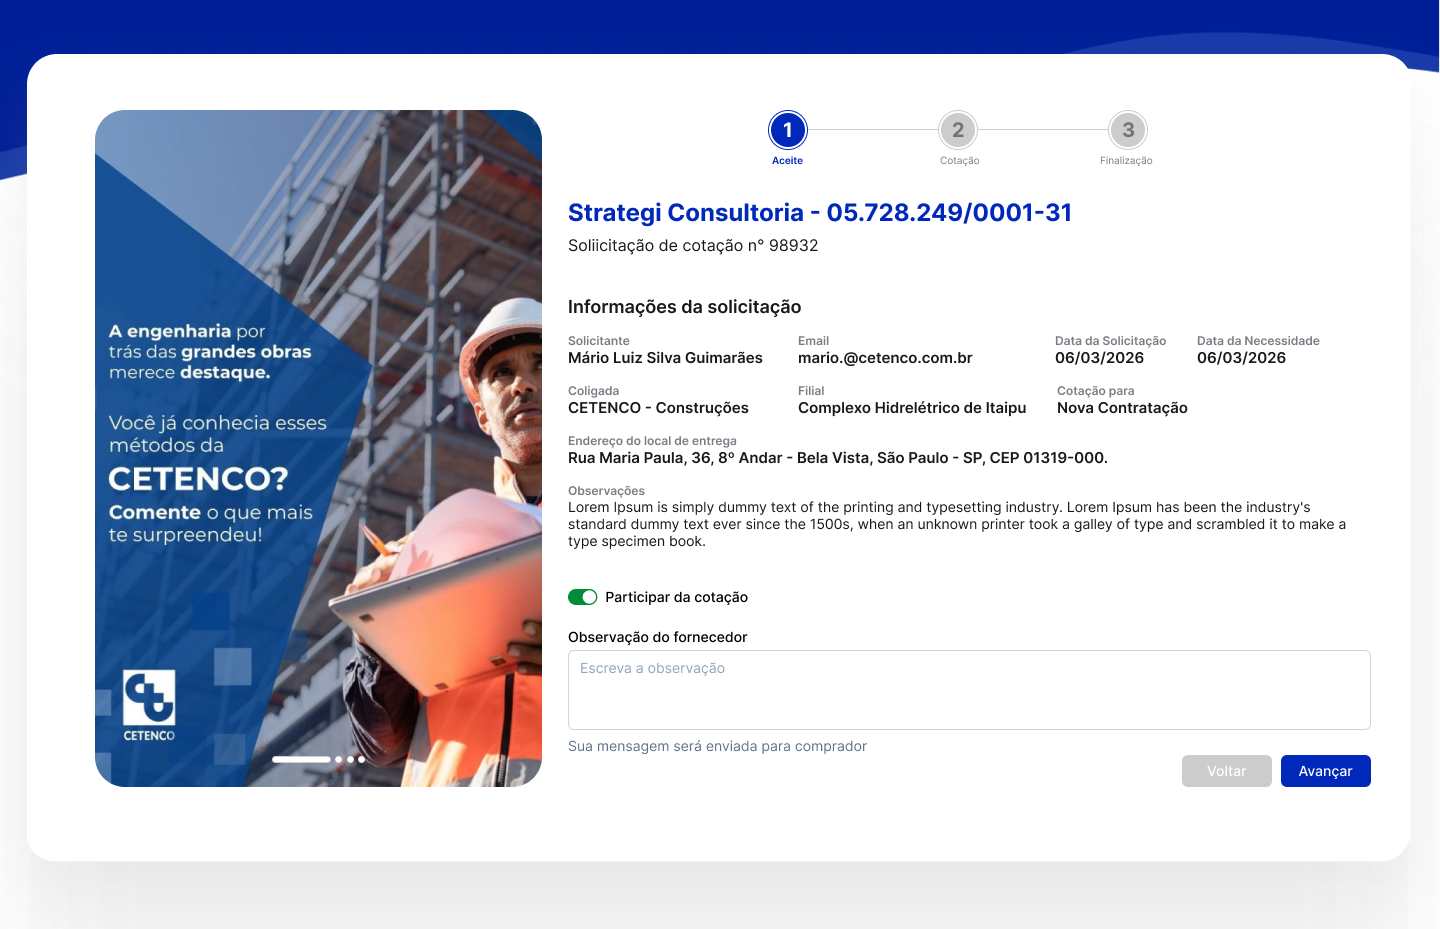 A engenharia por
trás das grandes obras
merece destaque.
Você já conhecia esses
métodos da
CETENCO?
Comente o que mais
te surpreendeu!
CETENCO
1
2
3
Aceite
Cotação
Finalização
Strategi Consultoria - 05.728.249/0001-31
Soliicitação de cotação n° 98932
Informações da solicitação
Solicitante
Email
Data da Solicitação
Data da Necessidade
Mário Luiz Silva Guimarães
mario.@cetenco.com.br
06/03/2026
06/03/2026
Coligada
Filial
Cotação para
CETENCO - Construções
Complexo Hidrelétrico de Itaipu
Nova Contratação
Endereço do local de entrega
Rua Maria Paula, 36, 8º Andar - Bela Vista, São Paulo - SP, CEP 01319-000.
Observações
Lorem Ipsum is simply dummy text of the printing and typesetting industry. Lorem Ipsum has been the industry's
standard dummy text ever since the 1500s, when an unknown printer took a galley of type and scrambled it to make a
type specimen book.
Participar da cotação
Observação do fornecedor
Escreva a observação
Sua mensagem será enviada para comprador
Voltar
Avançar